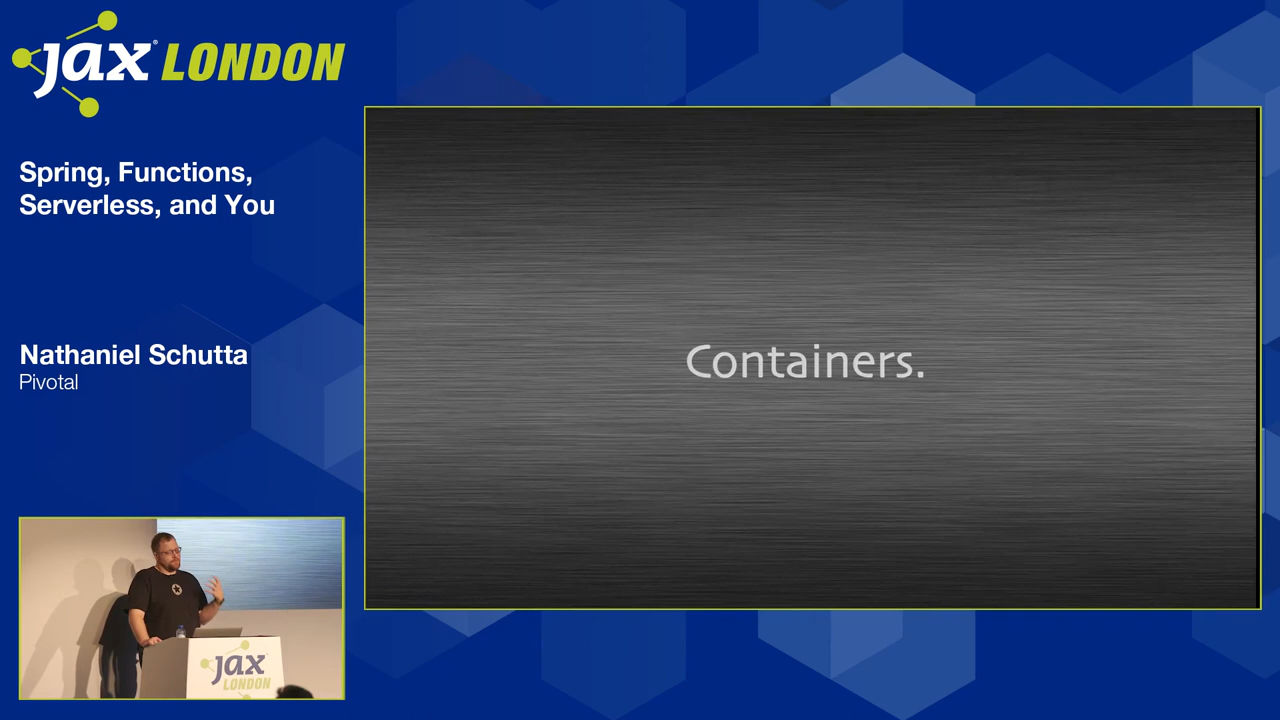 jax LONDON
Spring, Functions,
Serverless, and You
Nathaniel Schutta
Pivotal
Containers.
jax
LONDON